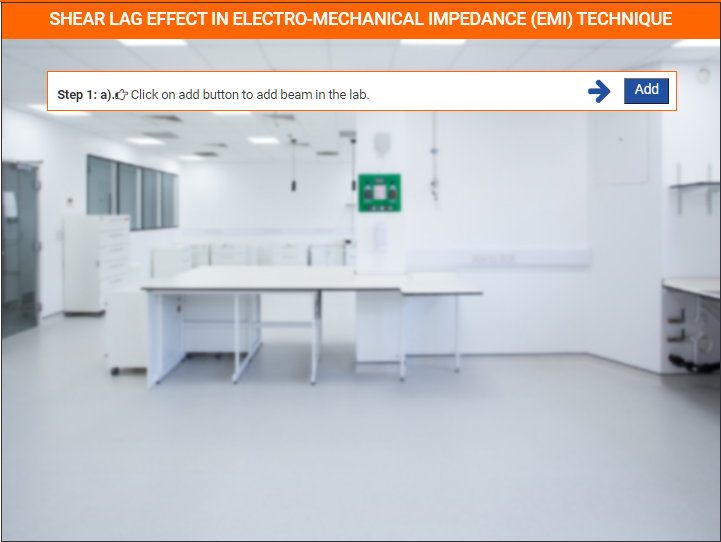 SHEAR LAG EFFECT IN ELECTRO-MECHANICAL IMPEDANCE (EMI) TECHNIQUE
Step 1: a). Click on add button to add beam in the lab.
Add